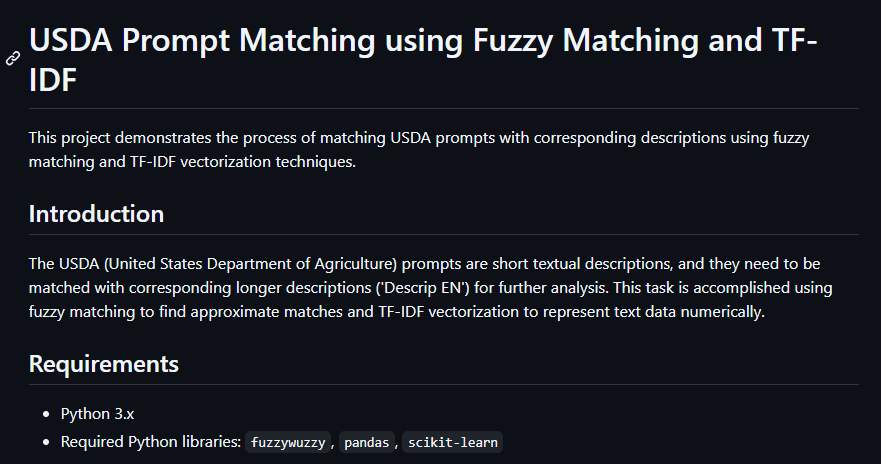 USDA Prompt Matching using Fuzzy Matching and TF-
IDF
This project demonstrates the process of matching USDA prompts with corresponding descriptions using fuzzy
matching and TF-IDF vectorization techniques.
Introduction
The USDA (United States Department of Agriculture) prompts are short textual descriptions, and they need to be
matched with corresponding longer descriptions ('Descrip EN') for further analysis. This task is accomplished using
fuzzy matching to find approximate matches and TF-IDF vectorization to represent text data numerically.
Requirements
• Python 3.x
• Required Python libraries: fuzzywuzzy, pandas, scikit-learn